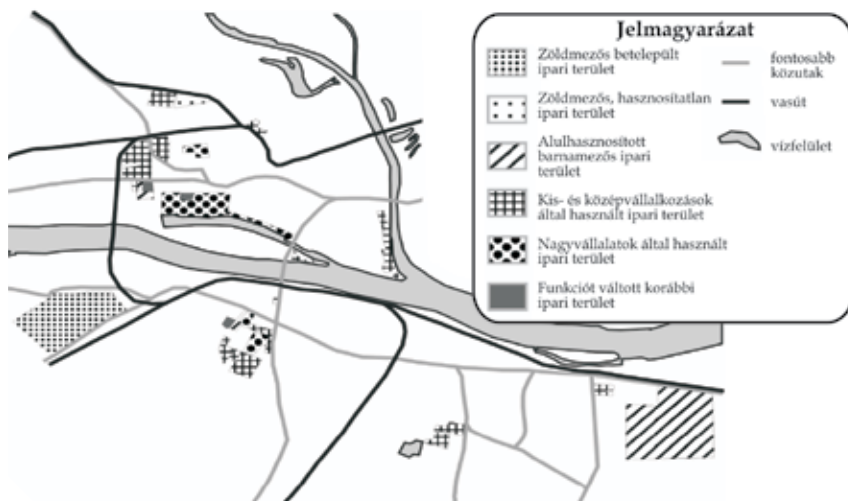 Jelmagyarázat
Zöldmezős betelepült
ipari terület
Zöldmezős, hasznosítatlan
ipari terület
Alulhasznosított
barnamezős ipari
terület
Kis- és középvállalkozások
által használt ipari terület
Nagyvállalatok által használt
ipari terület
Funkciót váltott korábbi
ipari terület
fontosabb
közutak
vasút
vízfelület